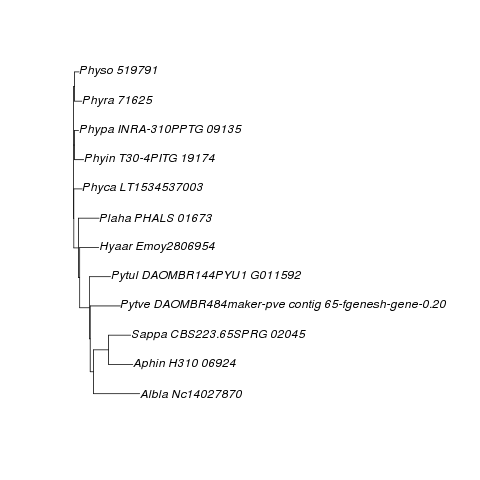 Physo 519791
Phyra 71625
Phypa INRA-310PPTG 09135
Phyin T30-4PITG 19174
Phyca LT1534537003
Plaha PHALS 01673
Hyaar Emoy2806954
Pytul DAOMBR144PYU1 G011592
Pytve DAOMBR484maker-pve contig 65-fgenesh-gene-0.20
Sappa CBS223.65SPRG 02045
Aphin H310 06924
Albla Nc14027870